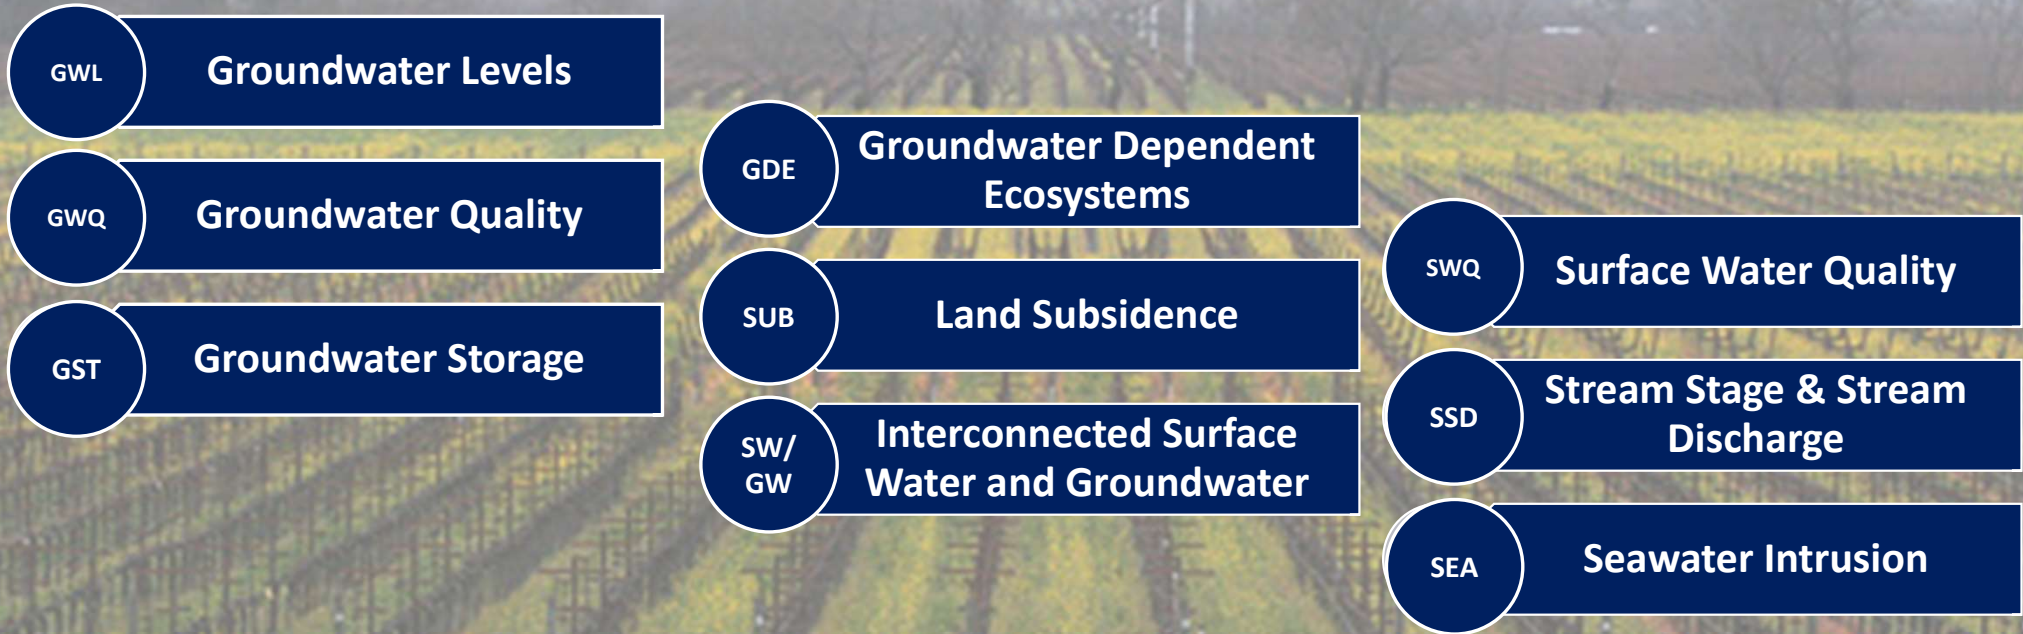 GWL
Groundwater Levels
GWQ
Groundwater Quality
GST
Groundwater Storage
GDE
Groundwater Dependent
Ecosystems
SUB
Land Subsidence
SW/
GW
Interconnected Surface
Water and Groundwater
SWQ
Surface Water Quality
SSD
Stream Stage & Stream
Discharge
SEA
Seawater Intrusion